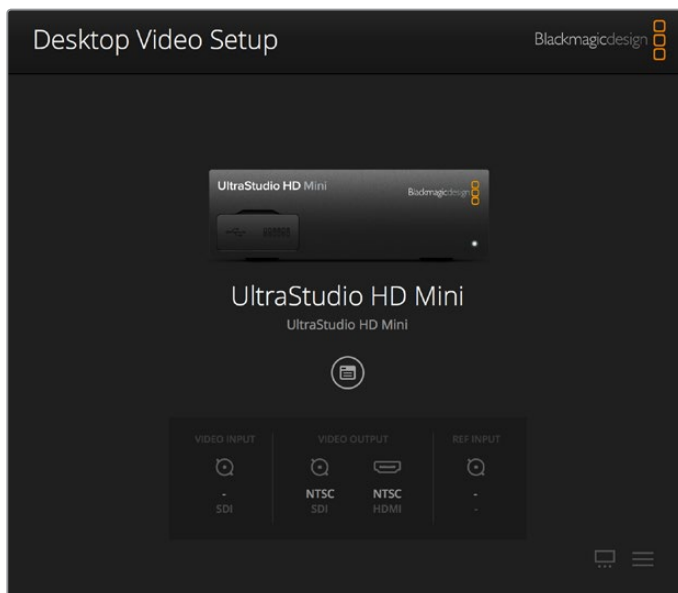 Desktop Video Setup
Blackmagicdesign
UltraStudio HD Mini
Blackmagicdesign
UltraStudio HD Mini
UltraStudio HD Mini
VIDEO INPUT VIDEO OUTPUT REF INPUT
- NTSC NTSC -
SDI SDI HDMI -